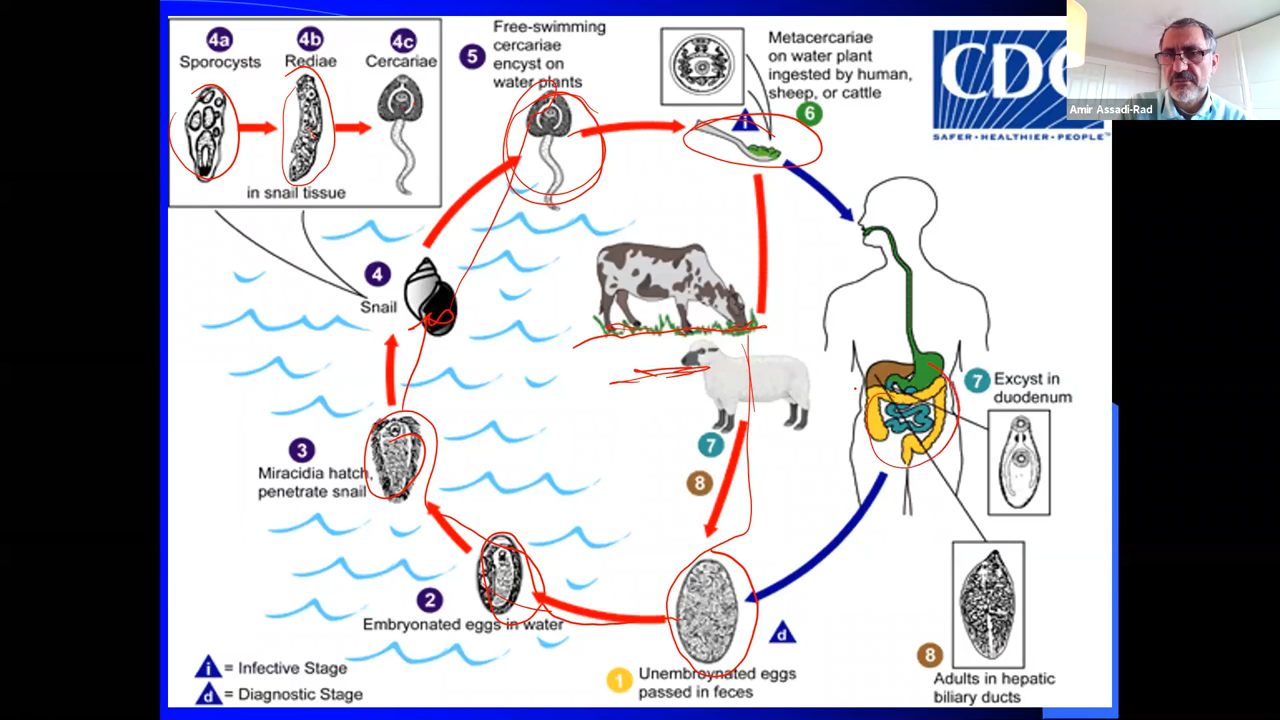 4a
Sporocysts
4b
Rediae
4c
Cercariae
in snail tissue
5
Free-swimming
cercariae
encyst on
water plants
Metacercariae
on water plant
ingested by human,
sheep, or cattle
6
i
CDC
SAFER•HEALTHIER•PEOPLE™
Amir Assadi-Rad
4
Snail
3
Miracidia hatch,
penetrate snail
2
Embryonated eggs in water
7
8
7
Excyst in
duodenum
d
1
Unembroynated eggs
passed in feces
8
Adults in hepatic
biliary ducts
i = Infective Stage
d = Diagnostic Stage